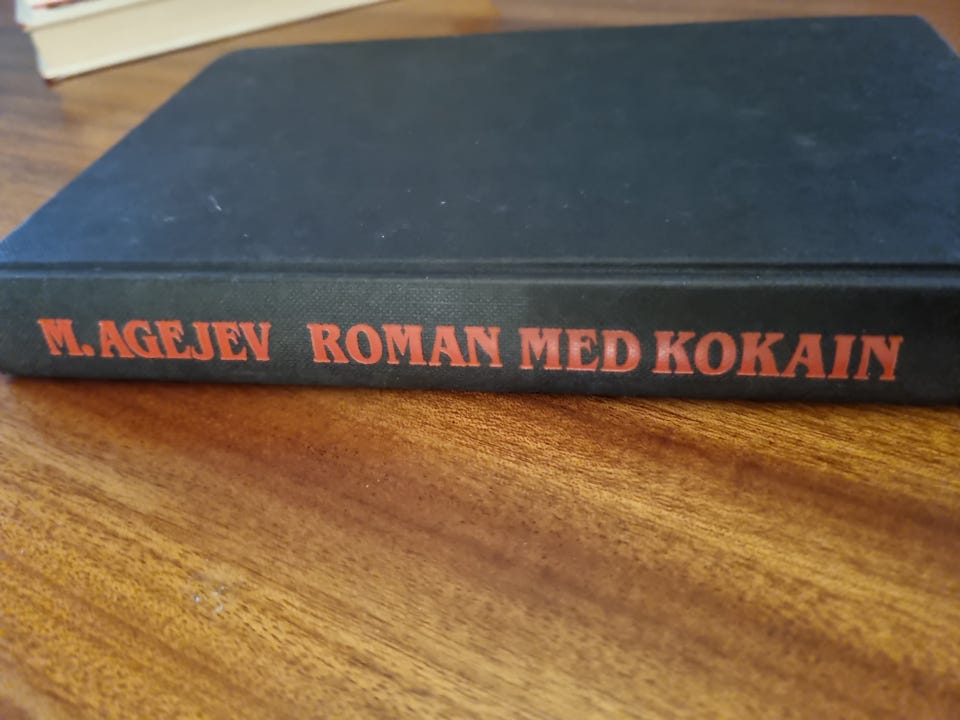 M. AGEJEV ROMAN MED KOKAIN